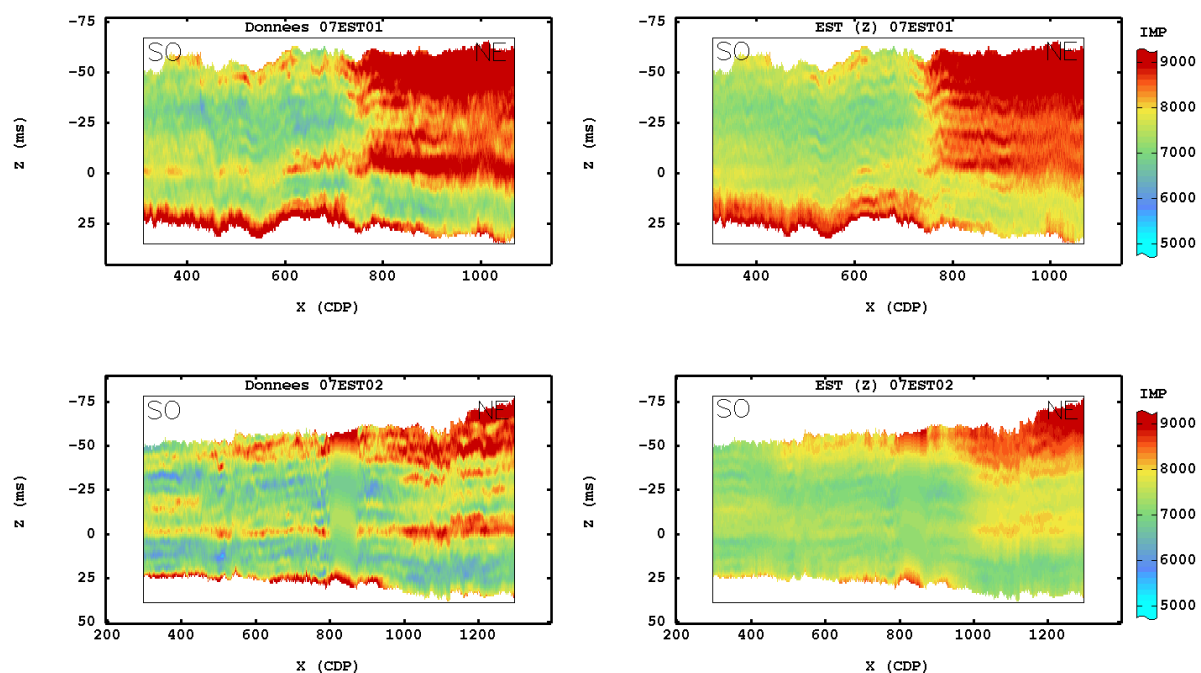 Donnees 07EST01
EST (Z) 07EST01
IMP
SO NE
SO NE
Z (ms)
-75
-50
-25
0
25
Z (ms)
-75
-50
-25
0
25
9000
8000
7000
6000
5000
400 600 800 1000
400 600 800 1000
X (CDP)
X (CDP)
Donnees 07EST02
EST (Z) 07EST02
IMP
SO NE
SO NE
Z (ms)
-75
-50
-25
0
25
50
Z (ms)
-75
-50
-25
0
25
50
9000
8000
7000
6000
5000
200 400 600 800 1000 1200
200 400 600 800 1000 1200
X (CDP)
X (CDP)